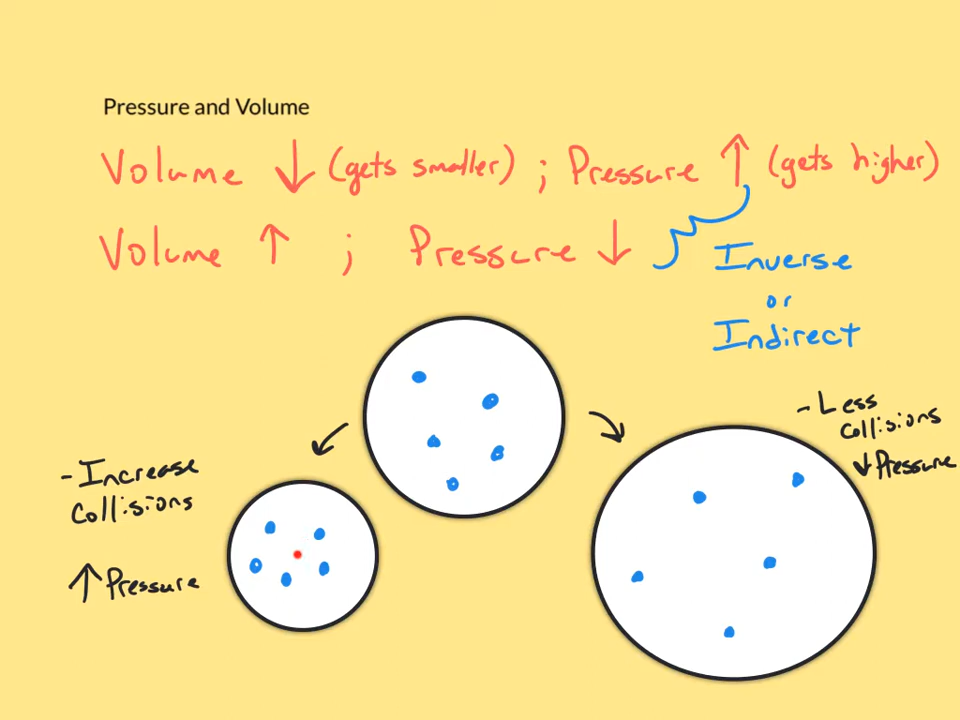 Pressure and Volume
Volume ↓ (gets smaller) ; Pressure ↑ (gets higher)
Volume ↑ ; Pressure ↓
Inverse
or
Indirect
- Less
Collisions
↓ Pressure
- Increase
Collisions
↑ Pressure